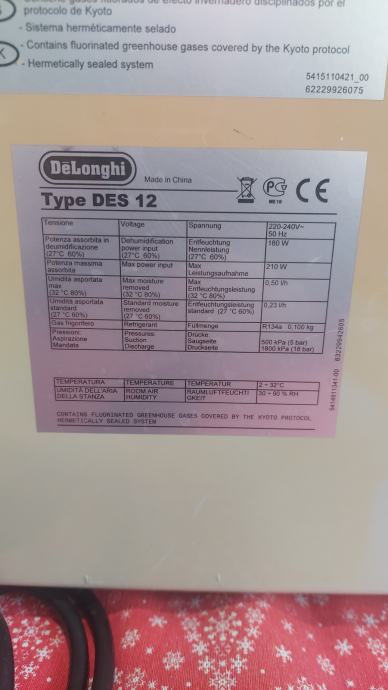 protocolo de Kyoto
- Sistema herméticamente selado
- Contains fluorinated greenhouse gases covered by the Kyoto protocol
- Hermetically sealed system
5415110421_00
62229926075
DeLonghi
Made in China
Type DES 12
Tensione Voltage Spannung 220-240V~ 50 Hz
Potenza assorbita in deumidificazione (27°C 60%) Dehumidification power input (27°C 60%) Entfeuchtung Nennleistung (27°C 60%) 180 W
Potenza massima assorbita Max power input Max Leistungsaufnahme 210 W
Umidità asportata max (32 °C 80%) Max moisture removed (32 °C 80%) Max Entfeuchtungsleistung (32 °C 80%) 0,50 l/h
Umidità asportata standard (27 °C 60%) Standard moisture removed (27 °C 60%) Entfeuchtungsleistung standard (27 °C 60%) 0,23 l/h
Gas frigorifero Refrigerant Füllmenge R134a 0,100 kg
Pressioni: Pressures: Drücke:
Aspirazione Suction Saugseite 500 kPa (5 bar)
Mandata Discharge Druckseite 1800 kPa (18 bar)
TEMPERATURA TEMPERATURE TEMPERATUR 2 ÷ 32°C
UMIDITÀ DELL'ARIA DELLA STANZA ROOM AIR HUMIDITY RAUMLUFTFEUCHTI GKEIT 30 ÷ 90 % RH
CONTAINS FLUORINATED GREENHOUSE GASES COVERED BY THE KYOTO PROTOCOL
HERMETICALLY SEALED SYSTEM